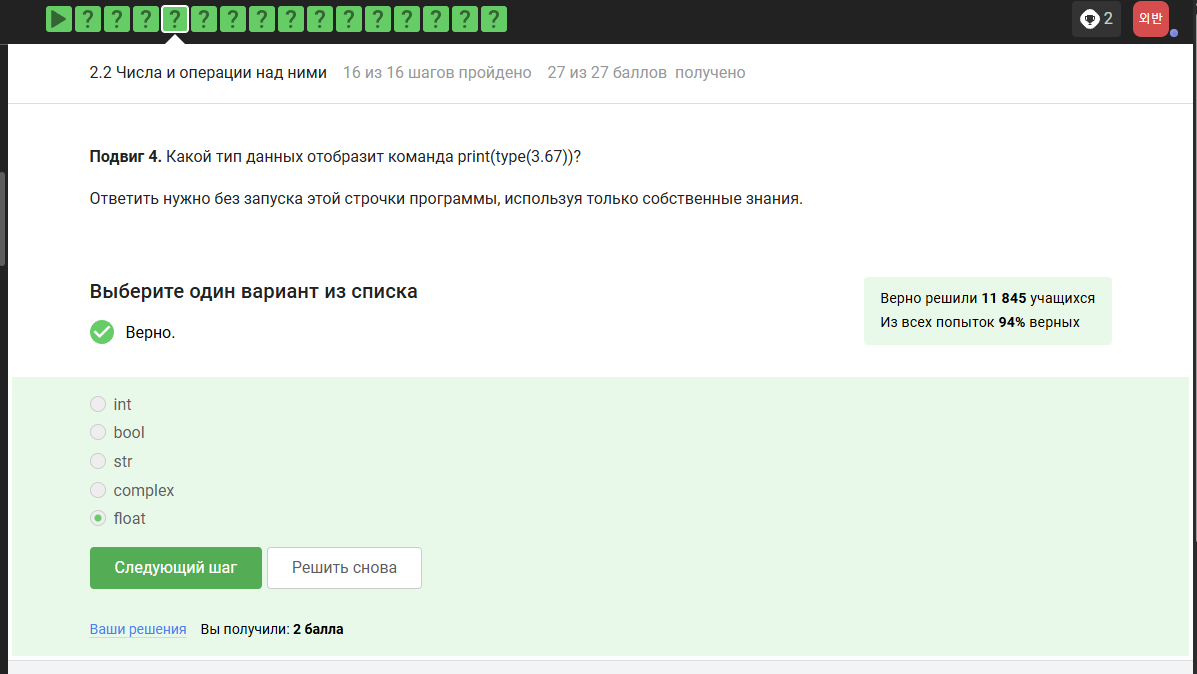 ? ? ? ? ? ? ? ? ? ? ? ? ? ? ?
2
외반
2.2 Числа и операции над ними 16 из 16 шагов пройдено 27 из 27 баллов получено
Подвиг 4. Какой тип данных отобразит команда print(type(3.67))?
Ответить нужно без запуска этой строчки программы, используя только собственные знания.
Выберите один вариант из списка
Верно.
Верно решили 11 845 учащихся
Из всех попыток 94% верных
int
bool
str
complex
float
Следующий шаг
Решить снова
Ваши решения Вы получили: 2 балла